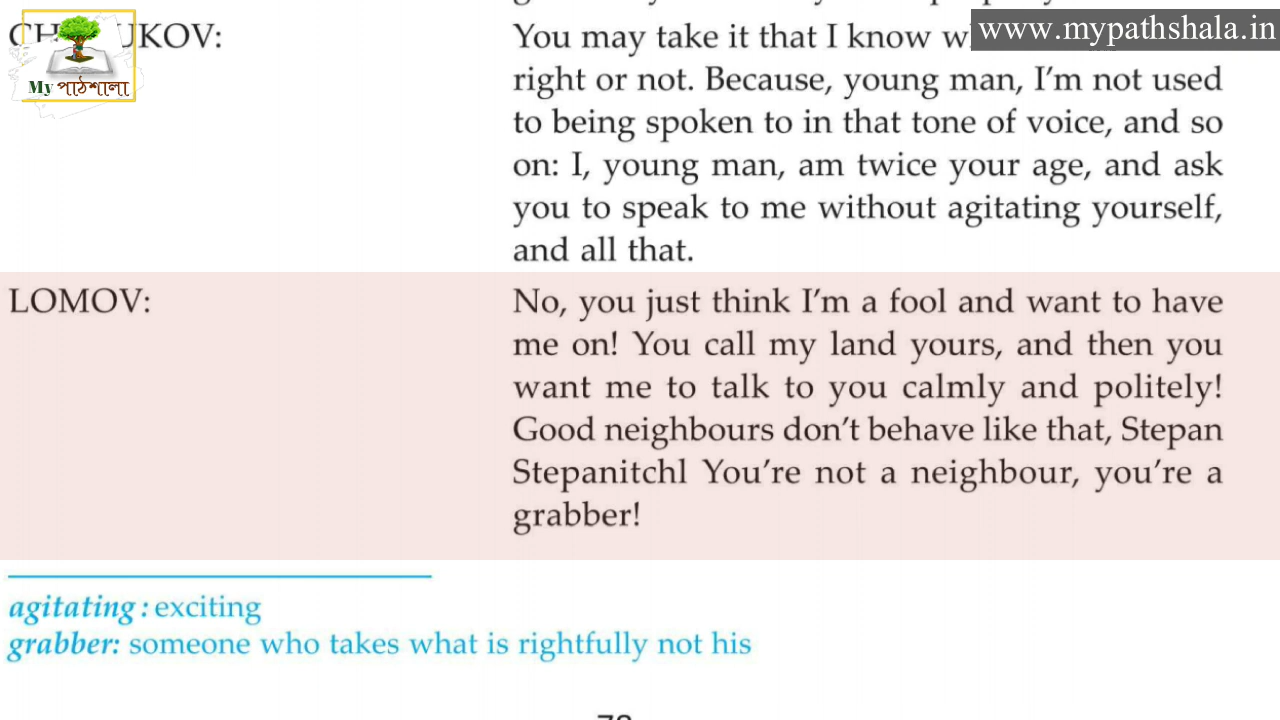 www.mypathshala.in
My পাঠশালা
UKOV:
You may take it that I know
right or not. Because, young man, I’m not used
to being spoken to in that tone of voice, and so
on: I, young man, am twice your age, and ask
you to speak to me without agitating yourself,
and all that.
LOMOV:
No, you just think I’m a fool and want to have
me on! You call my land yours, and then you
want me to talk to you calmly and politely!
Good neighbours don’t behave like that, Stepan
Stepanitchl You’re not a neighbour, you’re a
grabber!
agitating : exciting
grabber: someone who takes what is rightfully not his